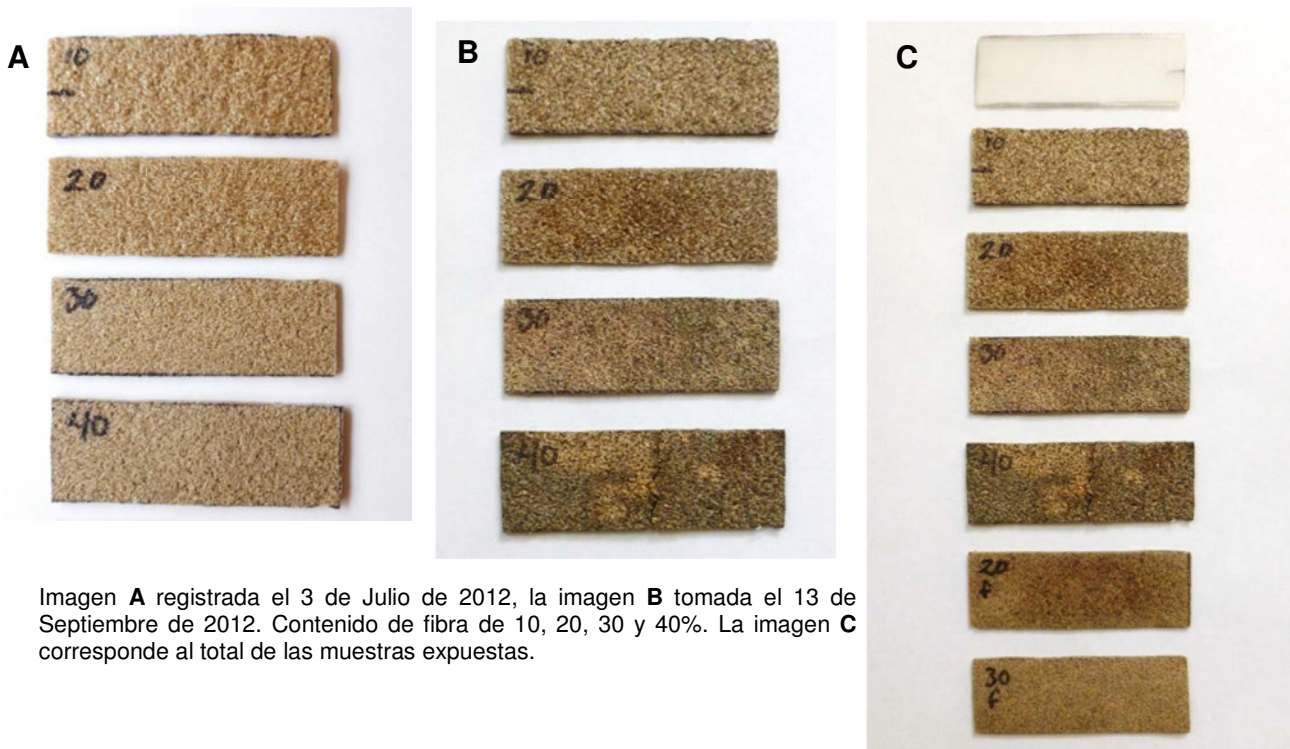 A
10
20
30
40
B
10
20
30
40
C
10
20
30
40
20
f
30
f
Imagen A registrada el 3 de Julio de 2012, la imagen B tomada el 13 de
Septiembre de 2012. Contenido de fibra de 10, 20, 30 y 40%. La imagen C
corresponde al total de las muestras expuestas.